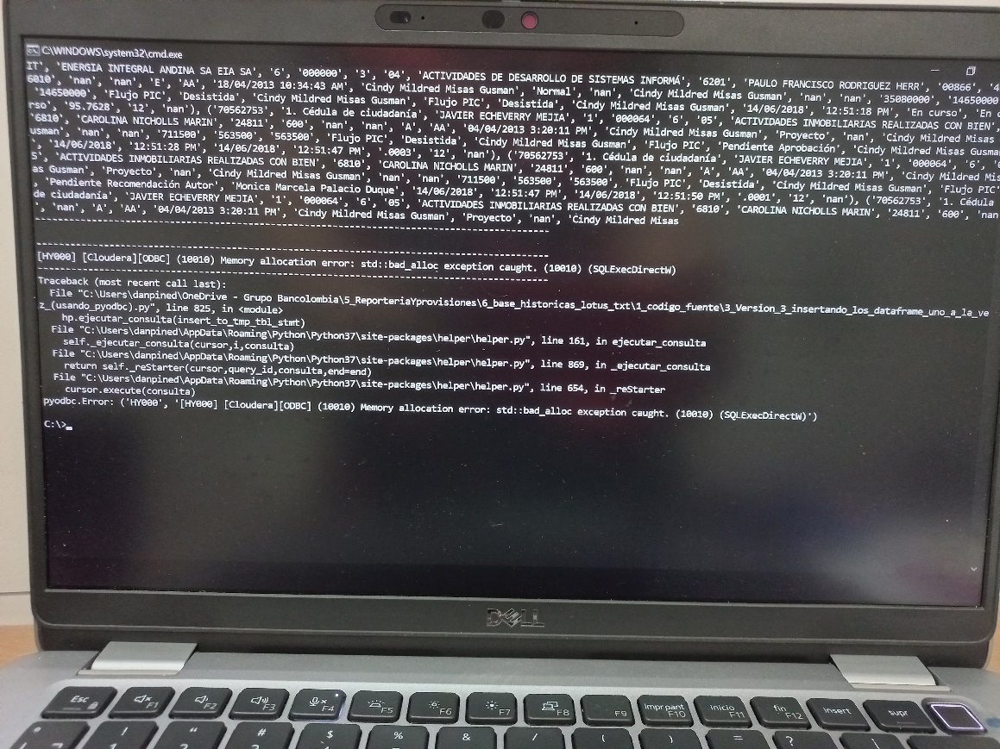 C:\WINDOWS\system32\cmd.exe
IT', 'ENERGIA INTEGRAL ANDINA SA EIA SA', '6', '000000', '3', '04', 'ACTIVIDADES DE DESARROLLO DE SISTEMAS INFORMÁ', '6201', 'PAULO FRANCISCO RODRIGUEZ HERR', '00866', '4
6010', 'nan', 'nan', 'E', 'AA', '18/04/2013 10:34:43 AM', 'Cindy Mildred Misas Gusman', 'Normal', 'nan', 'Cindy Mildred Misas Gusman', 'nan', 'nan', '35080000', '14650000
'14650000', 'Flujo PIC', 'Desistida', 'Cindy Mildred Misas Gusman', 'Flujo PIC', 'Desistida', 'Cindy Mildred Misas Gusman', '14/06/2018', '12:51:18 PM', 'En curso', 'En c
rso', '95.7628', '12', 'nan'), ('70562753', '1. Cédula de ciudadanía', 'JAVIER ECHEVERRY MEJIA', '1', '000064', '6', '05', 'ACTIVIDADES INMOBILIARIAS REALIZADAS CON BIEN',
'6810', 'CAROLINA NICHOLLS MARIN', '24811', '600', 'nan', 'nan', 'A', 'AA', '04/04/2013 3:20:11 PM', 'Cindy Mildred Misas Gusman', 'Proyecto', 'nan', 'Cindy Mildred Misas
usman', 'nan', 'nan', '711500', '563500', '563500', 'Flujo PIC', 'Desistida', 'Cindy Mildred Misas Gusman', 'Flujo PIC', 'Pendiente Aprobación', 'Cindy Mildred Misas Gusman
', '14/06/2018', '12:51:28 PM', '14/06/2018', '12:51:47 PM', '.0003', '12', 'nan'), ('70562753', '1. Cédula de ciudadanía', 'JAVIER ECHEVERRY MEJIA', '1', '000064', '6', '0
5', 'ACTIVIDADES INMOBILIARIAS REALIZADAS CON BIEN', '6810', 'CAROLINA NICHOLLS MARIN', '24811', '600', 'nan', 'nan', 'A', 'AA', '04/04/2013 3:20:11 PM', 'Cindy Mildred Mis
as Gusman', 'Proyecto', 'nan', 'Cindy Mildred Misas Gusman', 'nan', 'nan', '711500', '563500', '563500', 'Flujo PIC', 'Desistida', 'Cindy Mildred Misas Gusman', 'Flujo PIC'
, 'Pendiente Recomendación Autor', 'Monica Marcela Palacio Duque', '14/06/2018', '12:51:47 PM', '14/06/2018', '12:51:50 PM', '.0001', '12', 'nan'), ('70562753', '1. Cédula
de ciudadanía', 'JAVIER ECHEVERRY MEJIA', '1', '000064', '6', '05', 'ACTIVIDADES INMOBILIARIAS REALIZADAS CON BIEN', '6810', 'CAROLINA NICHOLLS MARIN', '24811', '600', 'nan
', 'nan', 'A', 'AA', '04/04/2013 3:20:11 PM', 'Cindy Mildred Misas Gusman', 'Proyecto', 'nan', 'Cindy Mildred Misas
[HY000] [Cloudera][ODBC] (10010) Memory allocation error: std::bad_alloc exception caught. (10010) (SQLExecDirectW)
Traceback (most recent call last):
File "C:\Users\danpined\OneDrive - Grupo Bancolombia\5_ReporteriaYprovisiones\6_base_historicas_lotus_txt\1_codigo_fuente\3_Version_3_insertando_los_dataframe_uno_a_la_ve
z_(usando_pyodbc).py", line 825, in <module>
hp.ejecutar_consulta(insert_to_tmp_tbl_stmt)
File "C:\Users\danpined\AppData\Roaming\Python\Python37\site-packages\helper\helper.py", line 161, in ejecutar_consulta
self._ejecutar_consulta(cursor,i,consulta)
File "C:\Users\danpined\AppData\Roaming\Python\Python37\site-packages\helper\helper.py", line 869, in _ejecutar_consulta
return self._reStarter(cursor,query_id,consulta,end=end)
File "C:\Users\danpined\AppData\Roaming\Python\Python37\site-packages\helper\helper.py", line 654, in _reStarter
cursor.execute(consulta)
pyodbc.Error: ('HY000', '[HY000] [Cloudera][ODBC] (10010) Memory allocation error: std::bad_alloc exception caught. (10010) (SQLExecDirectW)')
C:\>
DELL
Esc F1 F2 F3 F4 F5 F6 F7 F8 F9 impr pant F10 inicio F11 fin F12 insert supr
! " # $ % & / ( ) = ? ¡